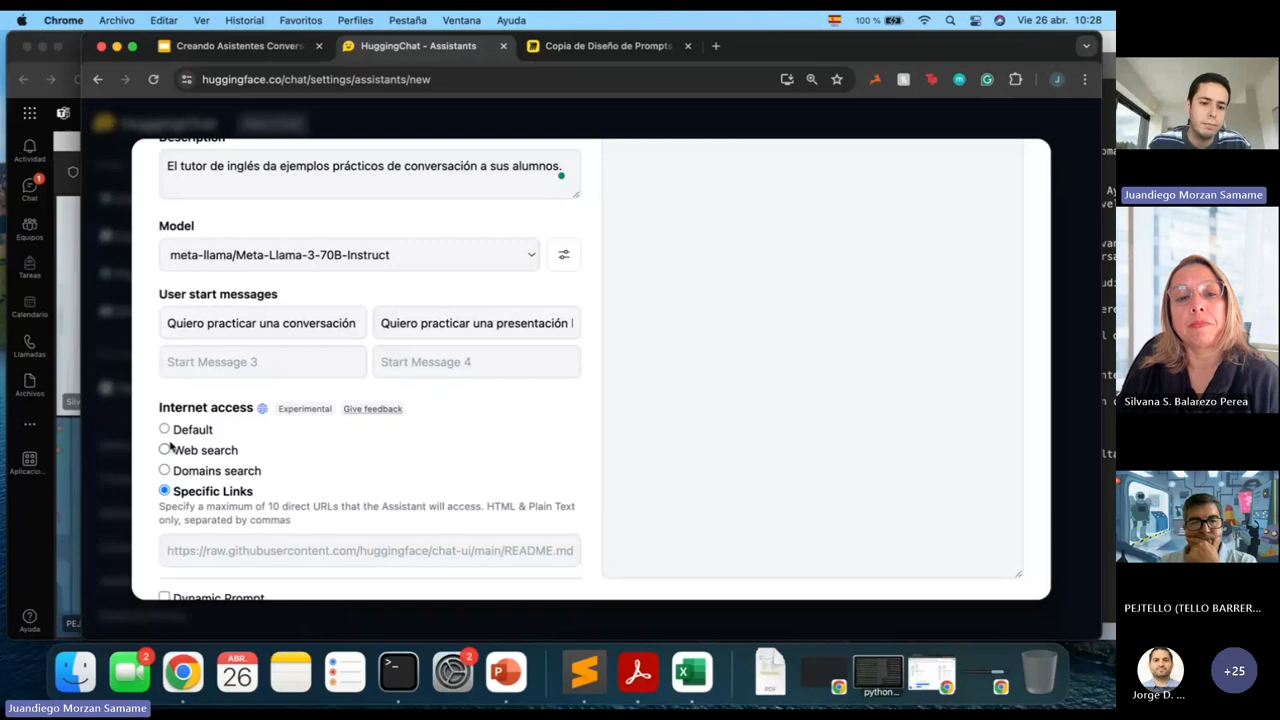 Chrome Archivo Editar Ver Historial Favoritos Perfiles Pestaña Ventana Ayuda
100 % Vie 26 abr. 10:28
Creando Asistentes Convers
HuggingChat - Assistants
Copia de Diseño de Prompts
huggingface.co/chat/settings/assistants/new
J
Actividad
1
Chat
Equipos
Tareas
Calendario
Llamadas
Archivos
Aplicacio...
Ayuda
Description
El tutor de inglés da ejemplos prácticos de conversación a sus alumnos.
Model
meta-llama/Meta-Llama-3-70B-Instruct
User start messages
Quiero practicar una conversación
Quiero practicar una presentación
Start Message 3
Start Message 4
Internet access Experimental Give feedback
Default
Web search
Domains search
Specific Links
Specify a maximum of 10 direct URLs that the Assistant will access. HTML & Plain Text
only, separated by commas
https://raw.githubusercontent.com/huggingface/chat-ui/main/README.md
Dynamic Prompt
2
ABR.
26
2
PDF
python...
Juandiego Morzan Samame
Juandiego Morzan Samame
Silvana S. Balarezo Perea
PEJTELLO (TELLO BARRER...
Jorge D. ...
+25